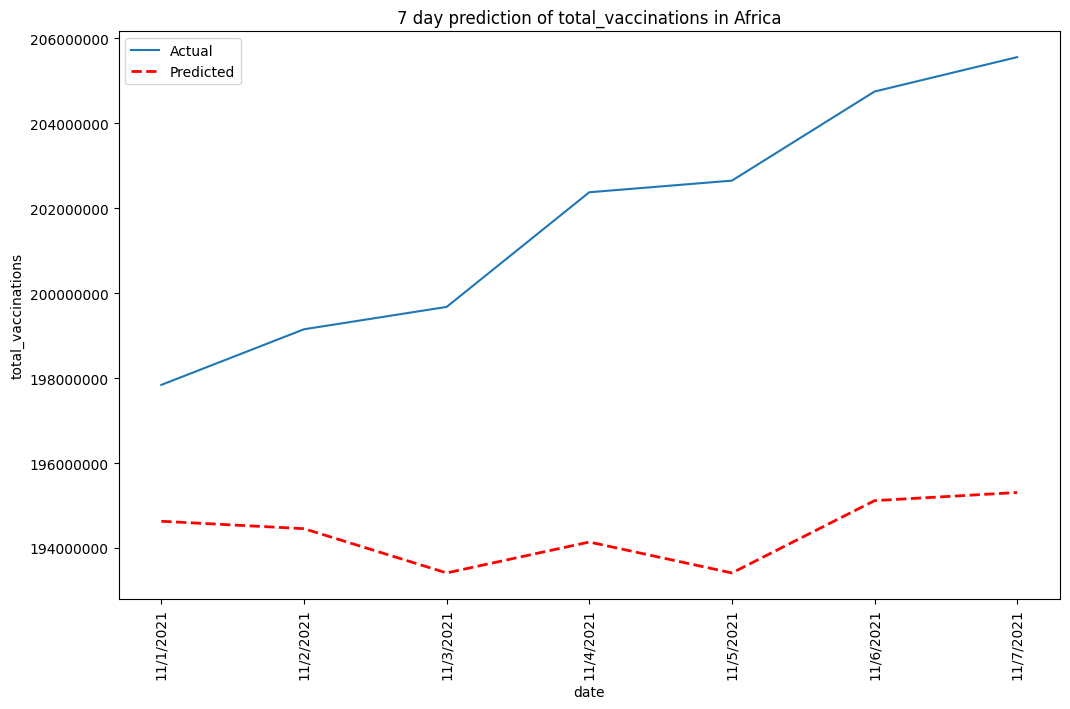 7 day prediction of total_vaccinations in Africa
Actual
Predicted
206000000
204000000
202000000
200000000
198000000
196000000
194000000
total_vaccinations
11/1/2021
11/2/2021
11/3/2021
11/4/2021
11/5/2021
11/6/2021
11/7/2021
date